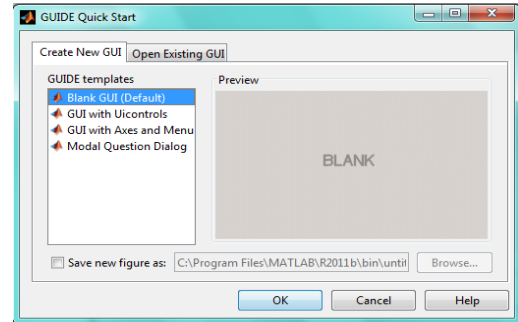 GUIDE Quick Start
Create New GUI
Open Existing GUI
GUIDE templates
Preview
Blank GUI (Default)
GUI with Uicontrols
GUI with Axes and Menu
Modal Question Dialog
BLANK
Save new figure as:
C:\Program Files\MATLAB\R2011b\bin\untit
Browse...
OK
Cancel
Help